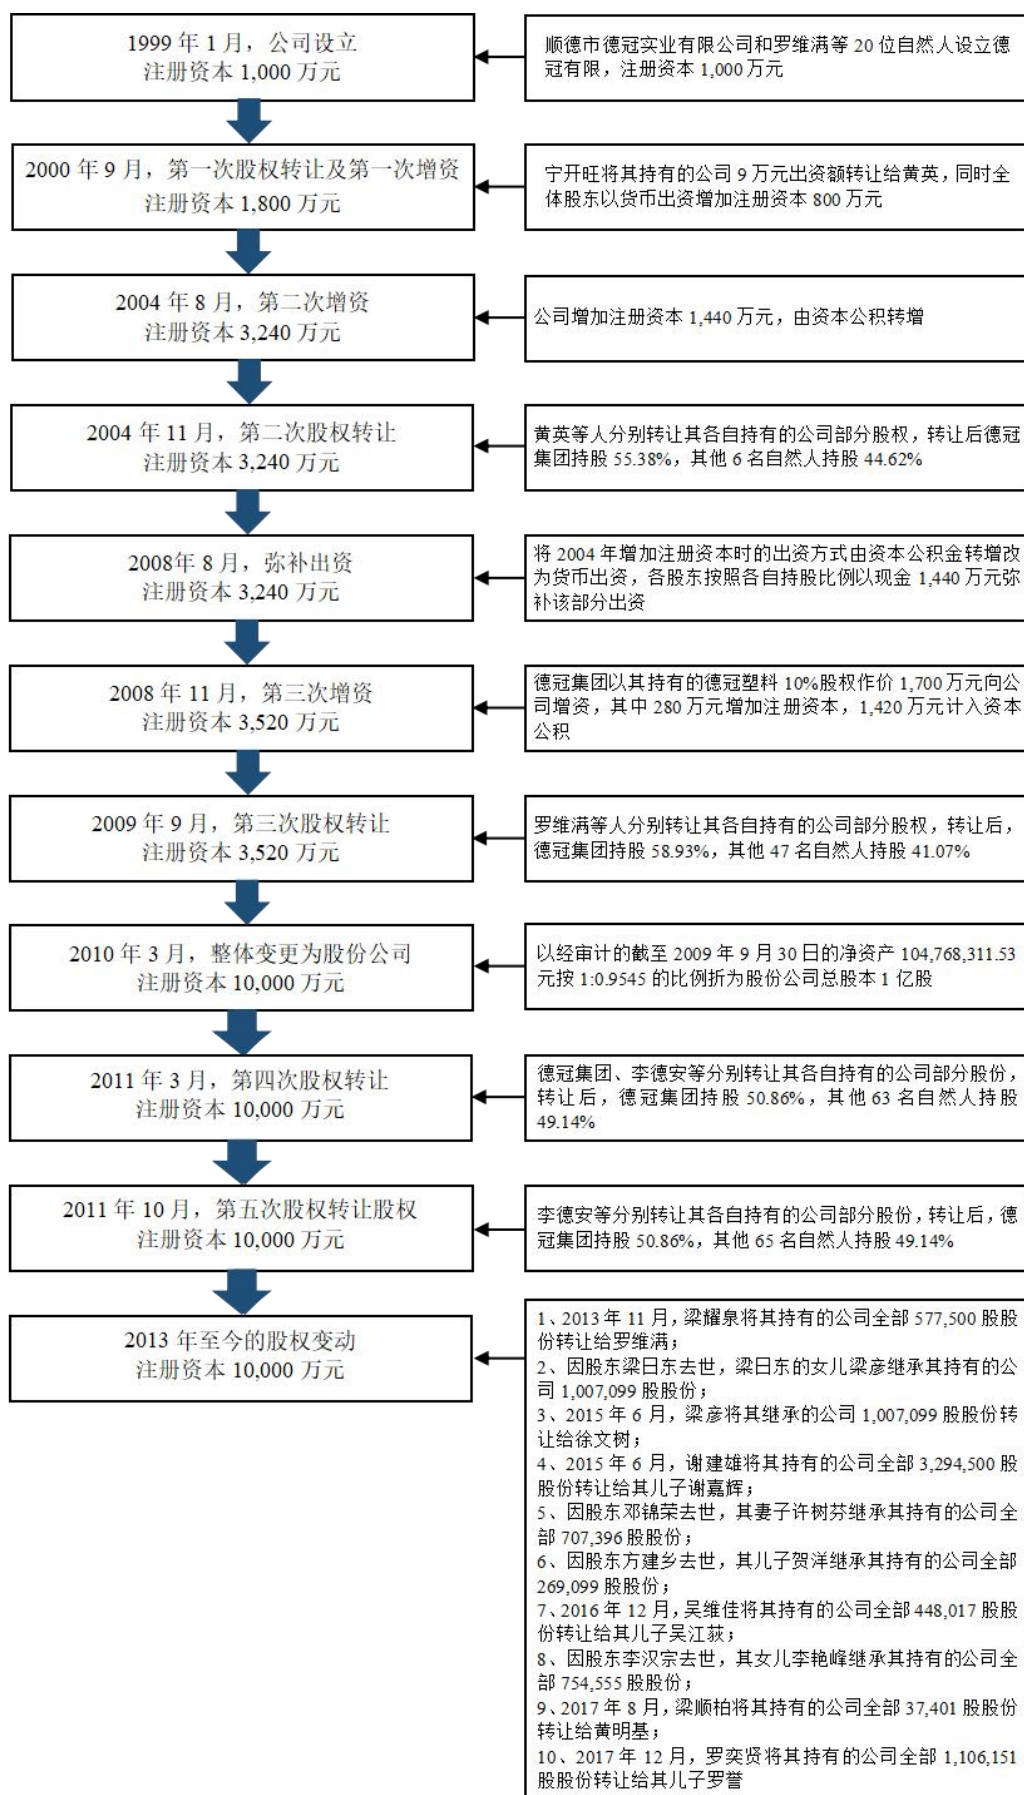 1999 年 1 月，公司设立
注册资本 1,000 万元
顺德市德冠实业有限公司和罗维满等 20 位自然人设立德
冠有限，注册资本 1,000 万元
2000 年 9 月，第一次股权转让及第一次增资
注册资本 1,800 万元
宁开旺将其持有的公司 9 万元出资额转让给黄英，同时全
体股东以货币出资增加注册资本 800 万元
2004 年 8 月，第二次增资
注册资本 3,240 万元
公司增加注册资本 1,440 万元，由资本公积转增
2004 年 11 月，第二次股权转让
注册资本 3,240 万元
黄英等人分别转让其各自持有的公司部分股权，转让后德冠
集团持股 55.38%，其他 6 名自然人持股 44.62%
2008年 8 月，弥补出资
注册资本 3,240 万元
将 2004 年增加注册资本时的出资方式由资本公积金转增改
为货币出资，各股东按照各自持股比例以现金 1,440 万元弥
补该部分出资
2008 年 11 月，第三次增资
注册资本 3,520 万元
德冠集团以其持有的德冠塑料 10%股权作价 1,700 万元向公
司增资，其中 280 万元增加注册资本，1,420 万元计入资本
公积
2009 年 9 月，第三次股权转让
注册资本 3,520 万元
罗维满等人分别转让其各自持有的公司部分股权，转让后，
德冠集团持股 58.93%，其他 47 名自然人持股 41.07%
2010 年 3 月，整体变更为股份公司
注册资本 10,000 万元
以经审计的截至 2009 年 9 月 30 日的净资产 104,768,311.53
元按 1:0.9545 的比例折为股份公司总股本 1 亿股
2011 年 3 月，第四次股权转让
注册资本 10,000 万元
德冠集团、李德安等分别转让其各自持有的公司部分股份，
转让后，德冠集团持股 50.86%，其他 63 名自然人持股
49.14%
2011 年 10 月，第五次股权转让股权
注册资本 10,000 万元
李德安等分别转让其各自持有的公司部分股份，转让后，德
冠集团持股 50.86%，其他 65 名自然人持股 49.14%
2013 年至今的股权变动
注册资本 10,000 万元
1、2013 年 11 月，梁耀泉将其持有的公司全部 577,500 股股
份转让给罗维满；
2、因股东梁日东去世，梁日东的女儿梁彦继承其持有的公
司 1,007,099 股股份；
3、2015 年 6 月，梁彦将其继承的公司 1,007,099 股股份转
让给徐文树；
4、2015 年 6 月，谢建雄将其持有的公司全部 3,294,500 股
股份转让给其儿子谢嘉辉；
5、因股东邓锦荣去世，其妻子许树芬继承其持有的公司全
部 707,396 股股份；
6、因股东方建乡去世，其儿子贺洋继承其持有的公司全部
269,099 股股份；
7、2016 年 12 月，吴维佳将其持有的公司全部 448,017 股股
份转让给其儿子吴江荻；
8、因股东李汉宗去世，其女儿李艳峰继承其持有的公司全
部 754,555 股股份；
9、2017 年 8 月，梁顺柏将其持有的公司全部 37,401 股股份
转让给黄明基；
10、2017 年 12 月，罗奕贤将其持有的公司全部 1,106,151
股股份转让给其儿子罗誉